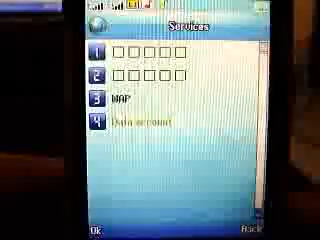 Services
1 □□□□□
2 □□□□□
3 WAP
4 Data account
Ok Back